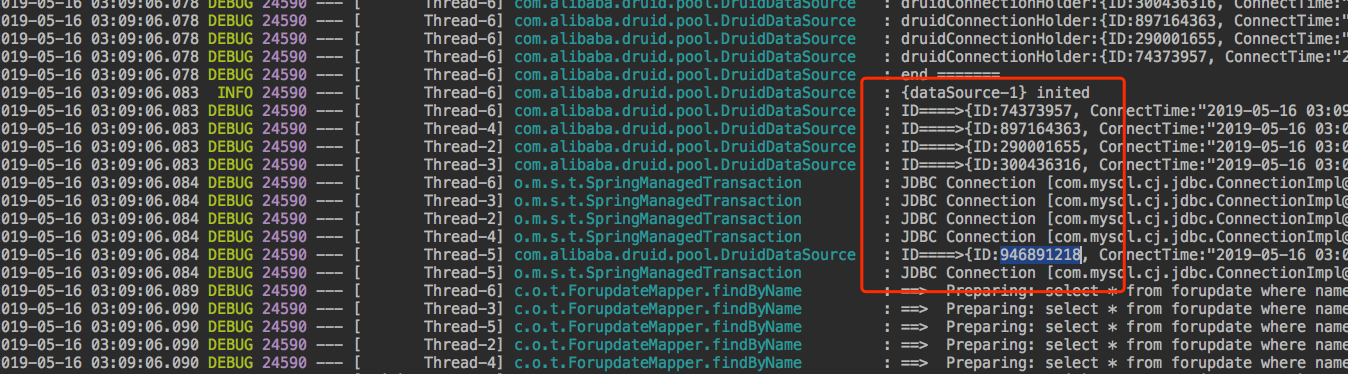 019-05-16 03:09:06.078 DEBUG 24590 --- [ Thread-6] com.alibaba.druid.pool.DruidDataSource : druidConnectionHolder:{ID:300436316, ConnectTime:"
019-05-16 03:09:06.078 DEBUG 24590 --- [ Thread-6] com.alibaba.druid.pool.DruidDataSource : druidConnectionHolder:{ID:897164363, ConnectTime:"
019-05-16 03:09:06.078 DEBUG 24590 --- [ Thread-6] com.alibaba.druid.pool.DruidDataSource : druidConnectionHolder:{ID:290001655, ConnectTime:"
019-05-16 03:09:06.078 DEBUG 24590 --- [ Thread-6] com.alibaba.druid.pool.DruidDataSource : druidConnectionHolder:{ID:74373957, ConnectTime:"2
019-05-16 03:09:06.078 DEBUG 24590 --- [ Thread-6] com.alibaba.druid.pool.DruidDataSource : end =======
019-05-16 03:09:06.083 INFO 24590 --- [ Thread-6] com.alibaba.druid.pool.DruidDataSource : {dataSource-1} inited
019-05-16 03:09:06.083 DEBUG 24590 --- [ Thread-6] com.alibaba.druid.pool.DruidDataSource : ID====>{ID:74373957, ConnectTime:"2019-05-16 03:09
019-05-16 03:09:06.083 DEBUG 24590 --- [ Thread-4] com.alibaba.druid.pool.DruidDataSource : ID====>{ID:897164363, ConnectTime:"2019-05-16 03:0
019-05-16 03:09:06.083 DEBUG 24590 --- [ Thread-2] com.alibaba.druid.pool.DruidDataSource : ID====>{ID:290001655, ConnectTime:"2019-05-16 03:0
019-05-16 03:09:06.083 DEBUG 24590 --- [ Thread-3] com.alibaba.druid.pool.DruidDataSource : ID====>{ID:300436316, ConnectTime:"2019-05-16 03:0
019-05-16 03:09:06.084 DEBUG 24590 --- [ Thread-6] o.m.s.t.SpringManagedTransaction : JDBC Connection [com.mysql.cj.jdbc.ConnectionImpl@
019-05-16 03:09:06.084 DEBUG 24590 --- [ Thread-3] o.m.s.t.SpringManagedTransaction : JDBC Connection [com.mysql.cj.jdbc.ConnectionImpl@
019-05-16 03:09:06.084 DEBUG 24590 --- [ Thread-2] o.m.s.t.SpringManagedTransaction : JDBC Connection [com.mysql.cj.jdbc.ConnectionImpl@
019-05-16 03:09:06.084 DEBUG 24590 --- [ Thread-4] o.m.s.t.SpringManagedTransaction : JDBC Connection [com.mysql.cj.jdbc.ConnectionImpl@
019-05-16 03:09:06.084 DEBUG 24590 --- [ Thread-5] com.alibaba.druid.pool.DruidDataSource : ID====>{ID:946891218, ConnectTime:"2019-05-16 03:0
019-05-16 03:09:06.084 DEBUG 24590 --- [ Thread-5] o.m.s.t.SpringManagedTransaction : JDBC Connection [com.mysql.cj.jdbc.ConnectionImpl@
019-05-16 03:09:06.089 DEBUG 24590 --- [ Thread-6] c.o.t.ForupdateMapper.findByName : ==> Preparing: select * from forupdate where name
019-05-16 03:09:06.090 DEBUG 24590 --- [ Thread-3] c.o.t.ForupdateMapper.findByName : ==> Preparing: select * from forupdate where name
019-05-16 03:09:06.090 DEBUG 24590 --- [ Thread-5] c.o.t.ForupdateMapper.findByName : ==> Preparing: select * from forupdate where name
019-05-16 03:09:06.090 DEBUG 24590 --- [ Thread-2] c.o.t.ForupdateMapper.findByName : ==> Preparing: select * from forupdate where name
019-05-16 03:09:06.090 DEBUG 24590 --- [ Thread-4] c.o.t.ForupdateMapper.findByName : ==> Preparing: select * from forupdate where name